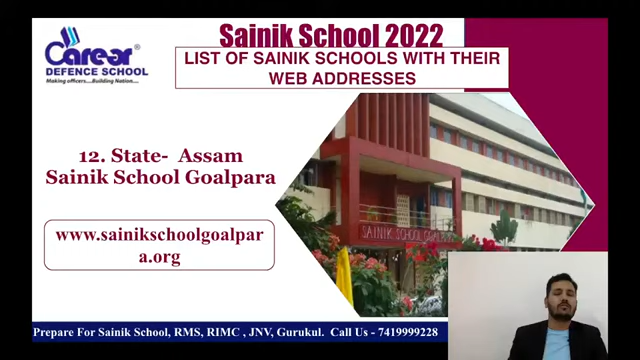 Sainik School 2022
Carear®
DEFENCE SCHOOL
Making officers....Building Nation....
LIST OF SAINIK SCHOOLS WITH THEIR
WEB ADDRESSES
12. State- Assam
Sainik School Goalpara
www.sainikschoolgoalpar
a.org
SAINIK SCHOOL GOALPARA
Prepare For Sainik School, RMS, RIMC , JNV, Gurukul. Call Us - 7419999228